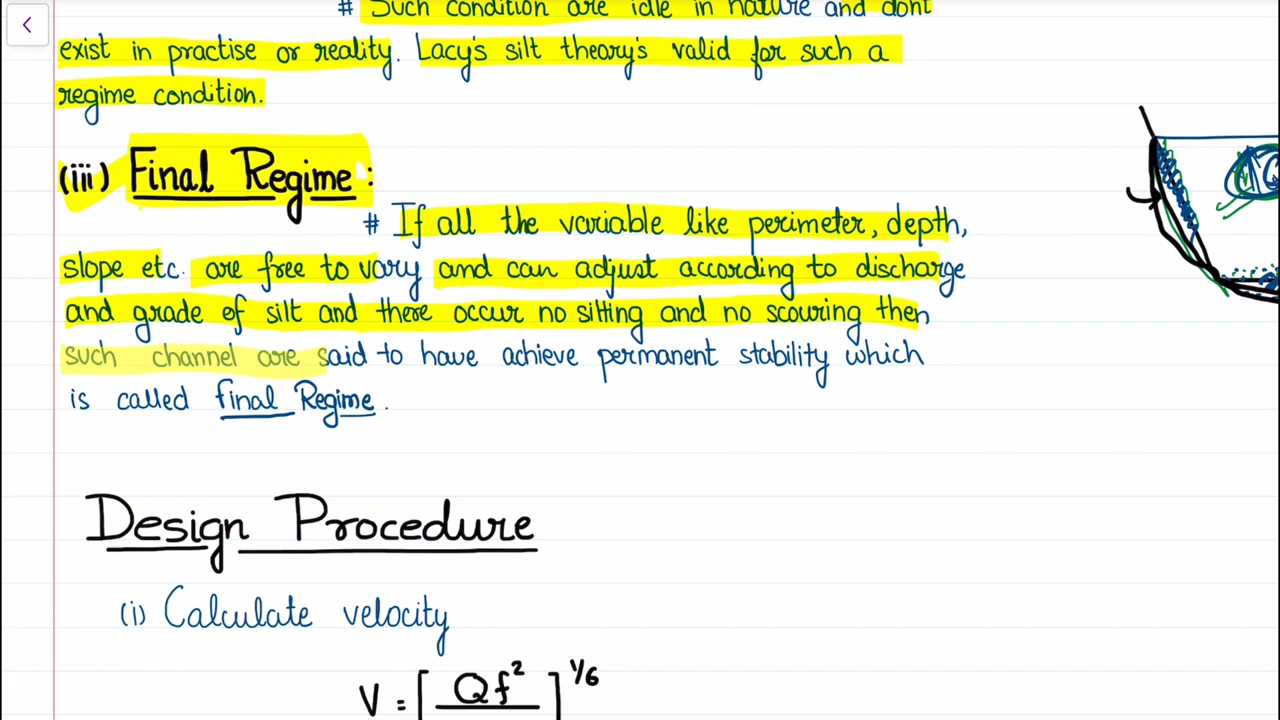 # Such condition are idle in nature and dont
exist in practise or reality. Lacy's silt theory's valid for such a
regime condition.
(iii) Final Regime :
# If all the variable like perimeter, depth,
slope etc. are free to vary and can adjust according to discharge
and grade of silt and there occur no silting and no scouring then
such channel are said to have achieve permanent stability which
is called final Regime.
Design Procedure
(i) Calculate velocity
V = [ Qf² ]^1/6